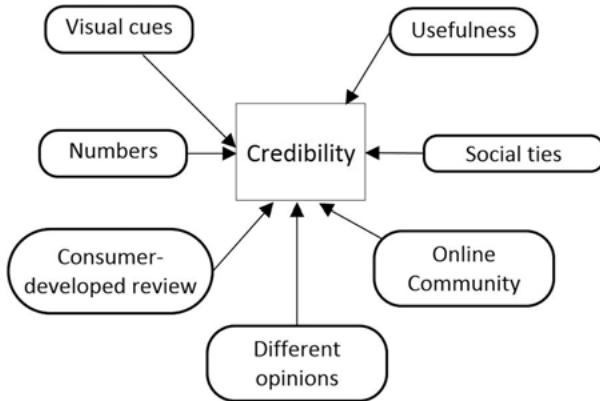 Visual cues
Usefulness
Numbers
Credibility
Social ties
Consumer-
developed review
Online
Community
Different
opinions